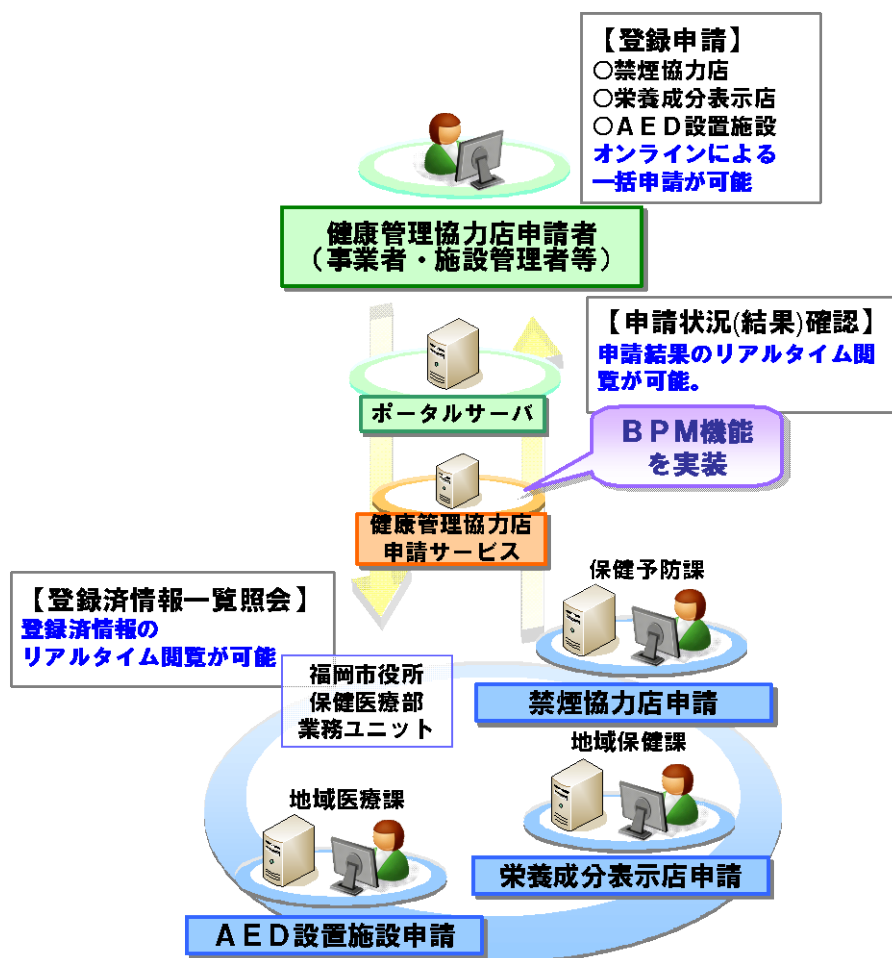 【登録申請】
○禁煙協力店
○栄養成分表示店
○ＡＥＤ設置施設
オンラインによる
一括申請が可能
健康管理協力店申請者
（事業者・施設管理者等）
【申請状況(結果)確認】
申請結果のリアルタイム閲
覧が可能。
ポータルサーバ
ＢＰＭ機能
を実装
健康管理協力店
申請サービス
【登録済情報一覧照会】
登録済情報の
リアルタイム閲覧が可能
保健予防課
禁煙協力店申請
福岡市役所
保健医療部
業務ユニット
地域保健課
栄養成分表示店申請
地域医療課
ＡＥＤ設置施設申請